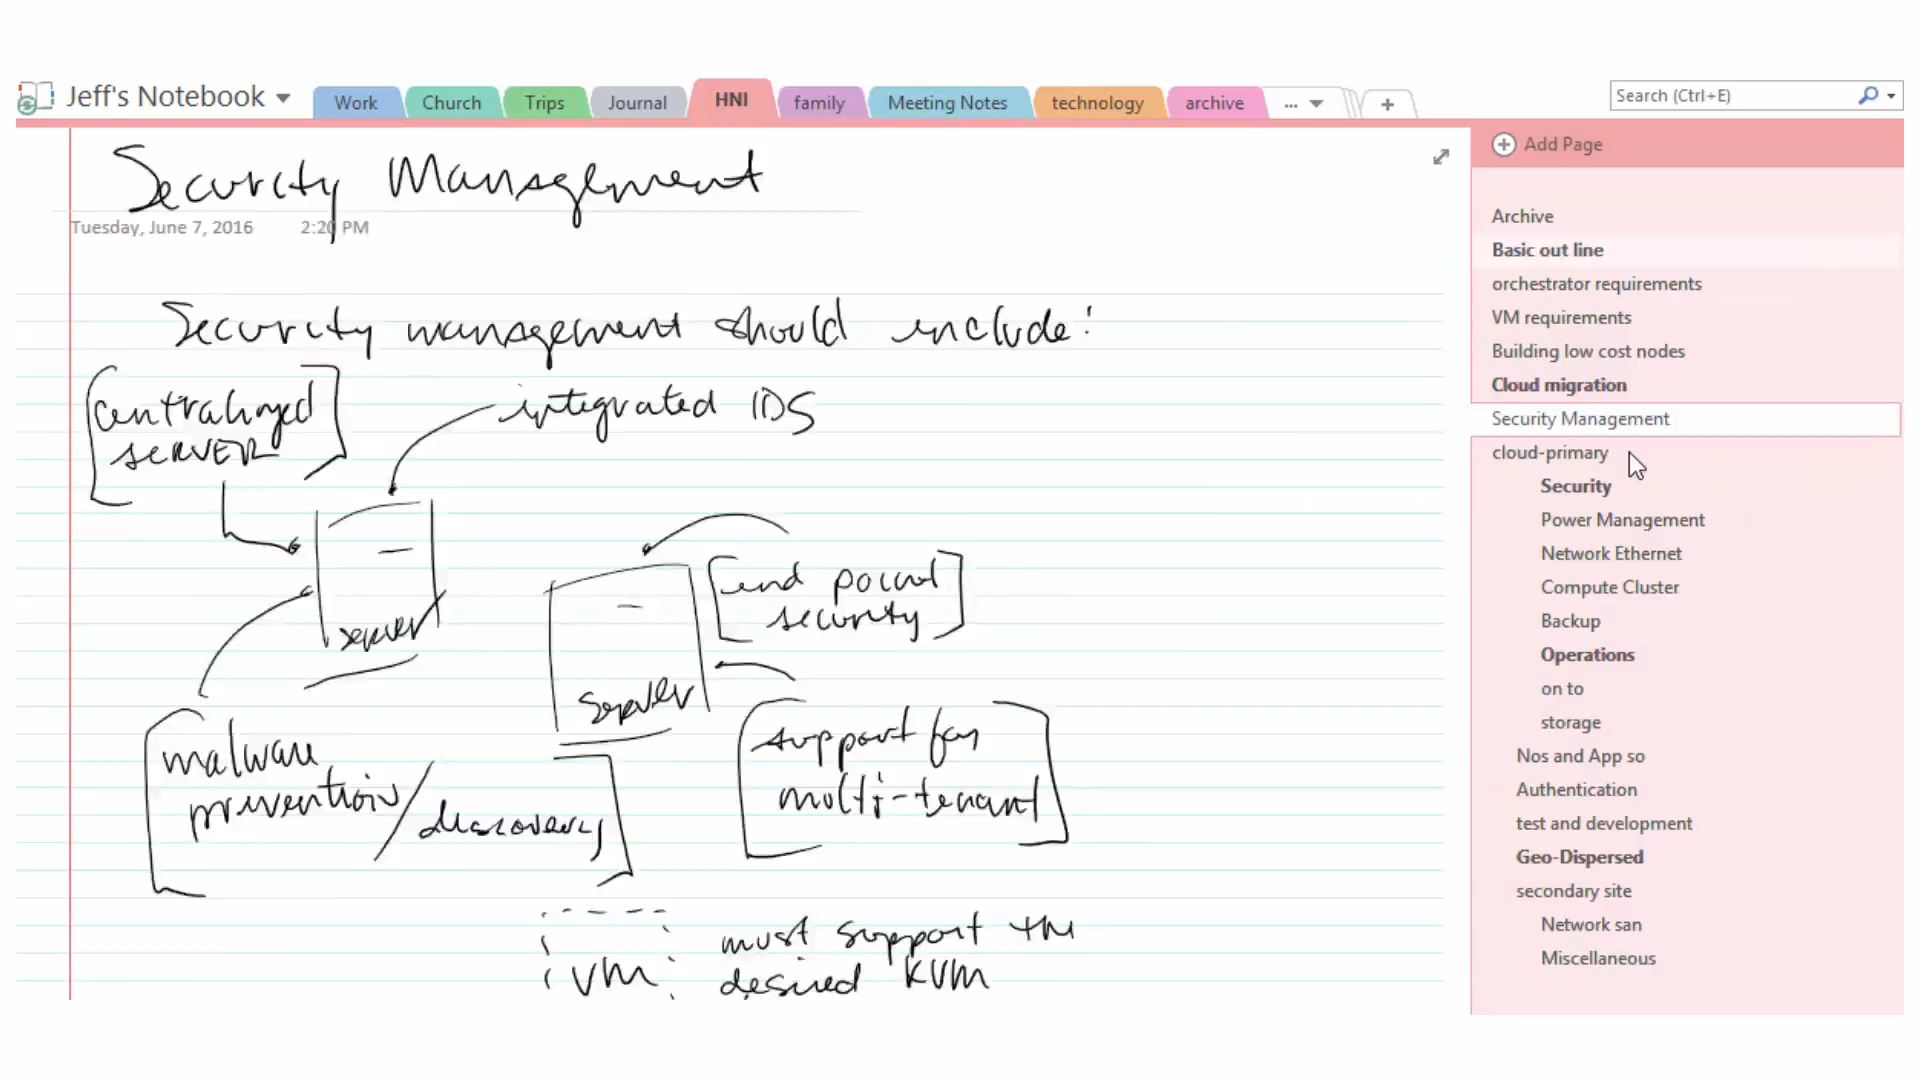 Jeff's Notebook
Work
Church
Trips
Journal
HNI
family
Meeting Notes
technology
archive
...
Search (Ctrl+E)
Security Management
Tuesday, June 7, 2016 2:20 PM
Security management should include:
centralized
SERVER
integrated IDS
server
end point
security
server
malware
prevention/discovery
support for
multi-tenant
VM
must support the
desired KVM
Add Page
Archive
Basic out line
orchestrator requirements
VM requirements
Building low cost nodes
Cloud migration
Security Management
cloud-primary
Security
Power Management
Network Ethernet
Compute Cluster
Backup
Operations
on to
storage
Nos and App so
Authentication
test and development
Geo-Dispersed
secondary site
Network san
Miscellaneous